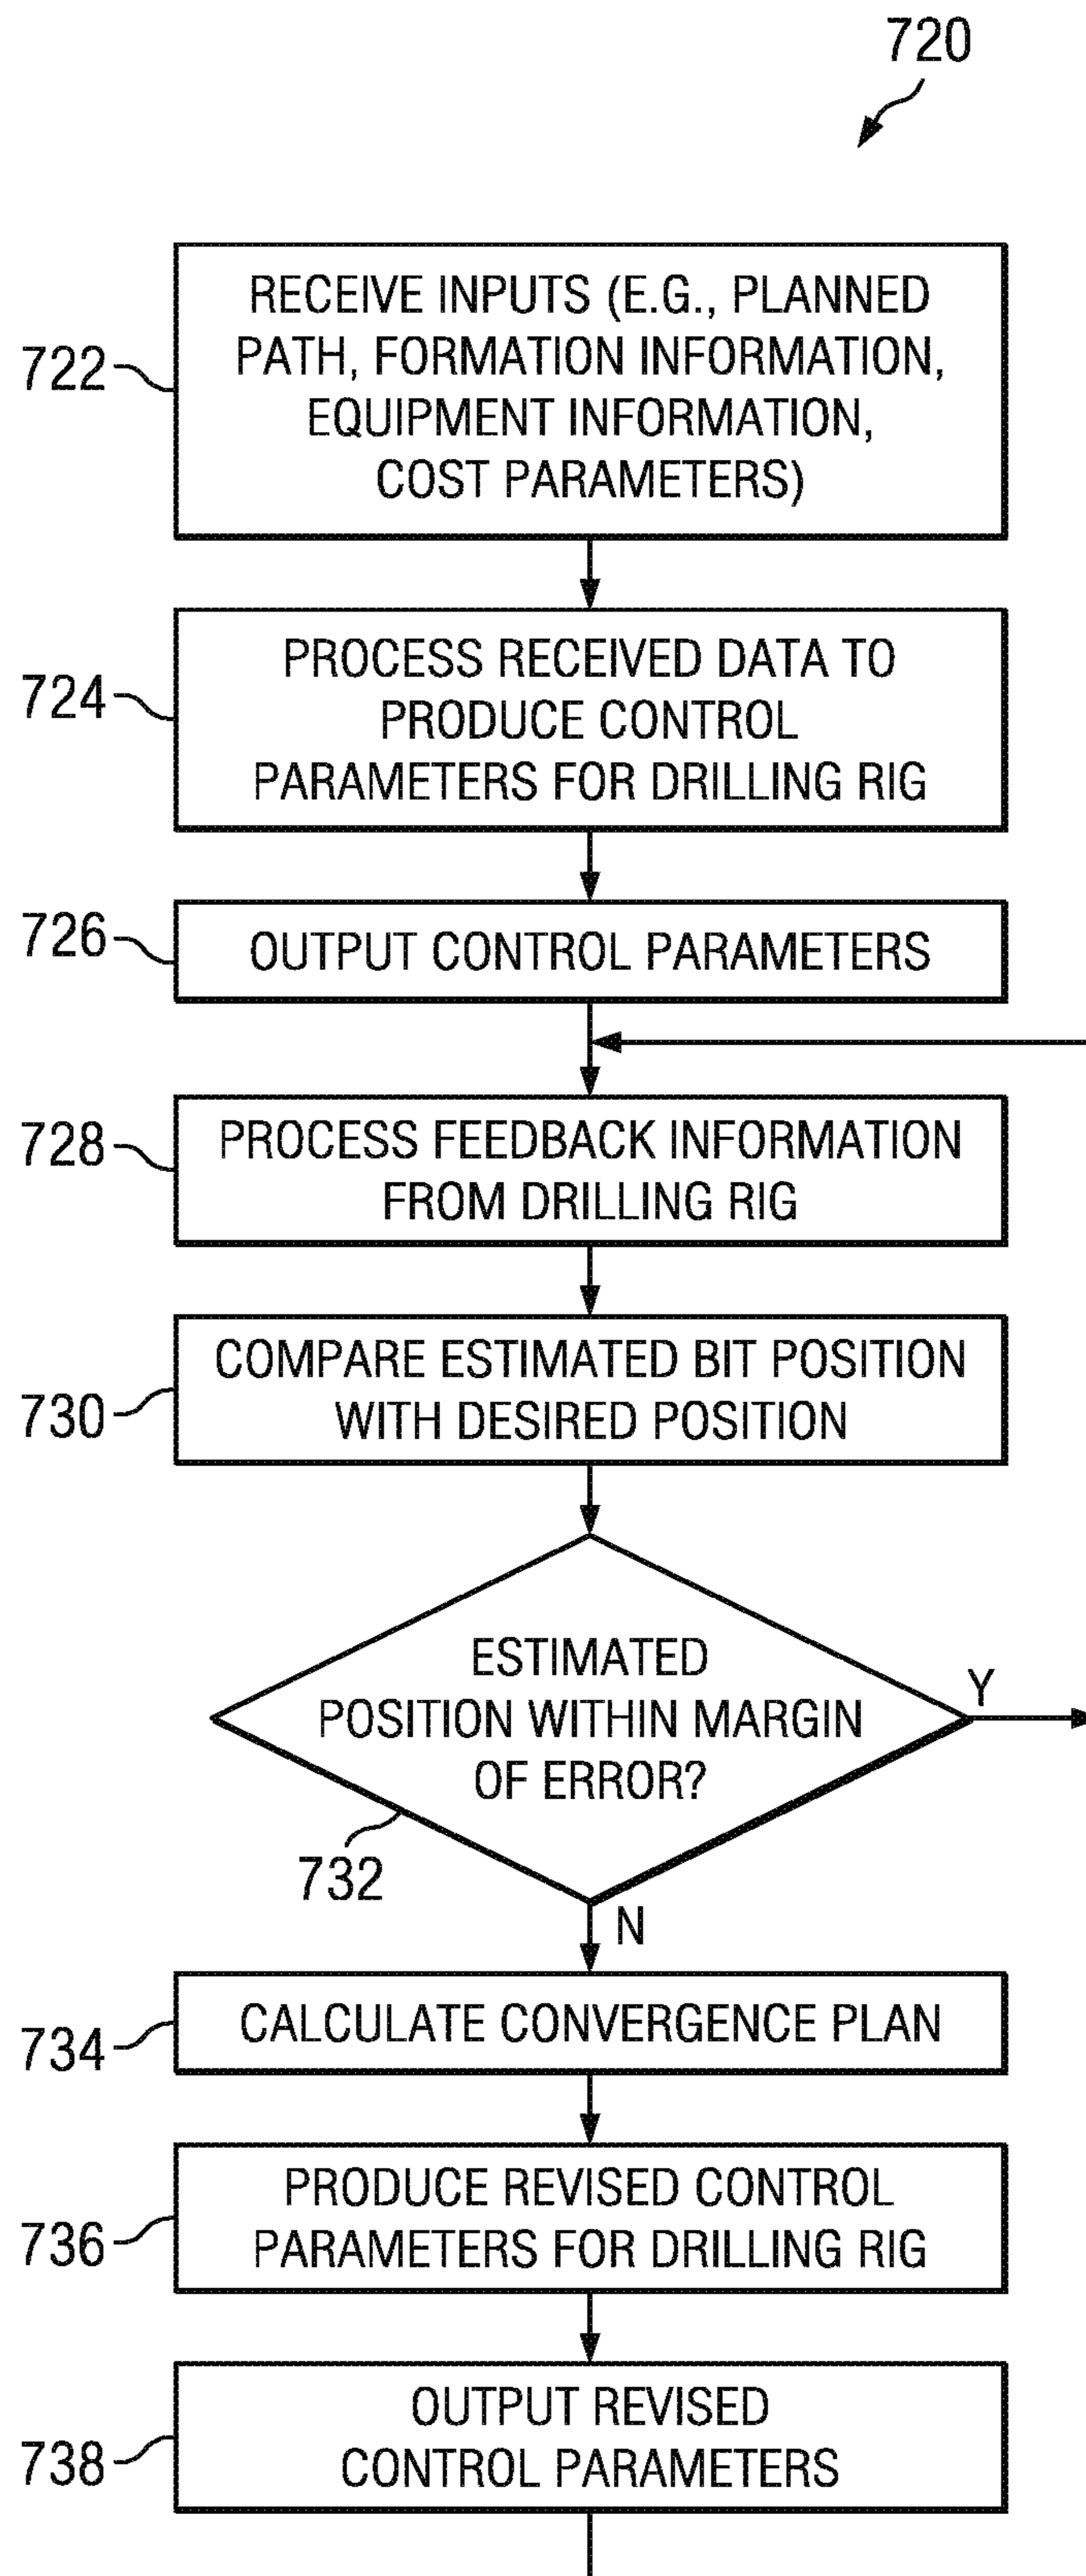 720
722
RECEIVE INPUTS (E.G., PLANNED
PATH, FORMATION INFORMATION,
EQUIPMENT INFORMATION,
COST PARAMETERS)
724
PROCESS RECEIVED DATA TO
PRODUCE CONTROL
PARAMETERS FOR DRILLING RIG
726
OUTPUT CONTROL PARAMETERS
728
PROCESS FEEDBACK INFORMATION
FROM DRILLING RIG
730
COMPARE ESTIMATED BIT POSITION
WITH DESIRED POSITION
ESTIMATED
POSITION WITHIN MARGIN
OF ERROR?
Y
732
N
734
CALCULATE CONVERGENCE PLAN
736
PRODUCE REVISED CONTROL
PARAMETERS FOR DRILLING RIG
738
OUTPUT REVISED
CONTROL PARAMETERS